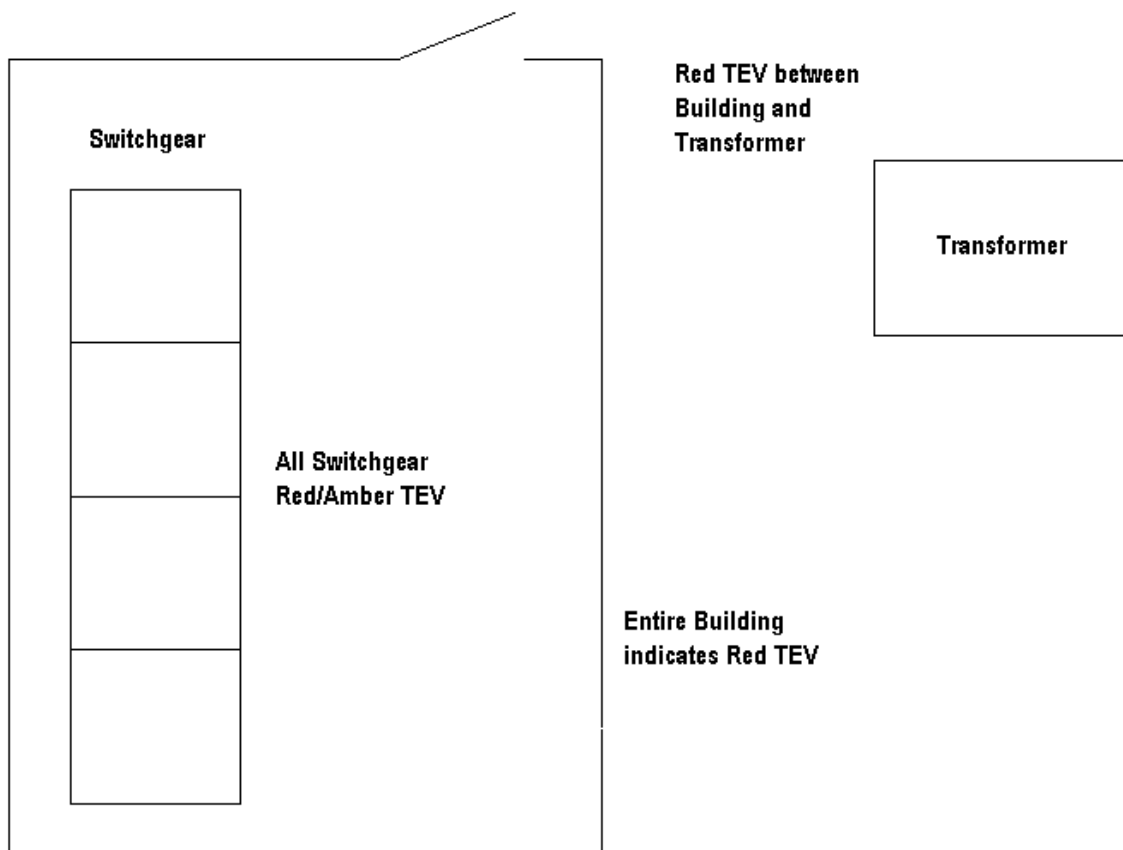 Red TEV between
Building and
Transformer
Switchgear
Transformer
All Switchgear
Red/Amber TEV
Entire Building
indicates Red TEV